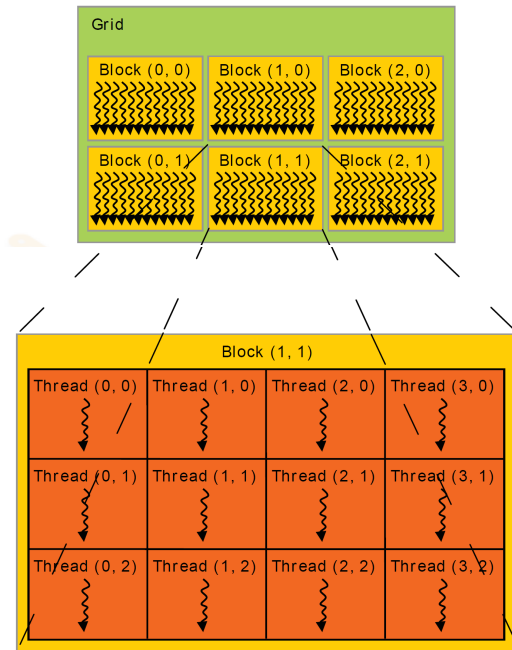 Grid
Block (0, 0) Block (1, 0) Block (2, 0)
Block (0, 1) Block (1, 1) Block (2, 1)
Block (1, 1)
Thread (0, 0) Thread (1, 0) Thread (2, 0) Thread (3, 0)
Thread (0, 1) Thread (1, 1) Thread (2, 1) Thread (3, 1)
Thread (0, 2) Thread (1, 2) Thread (2, 2) Thread (3, 2)